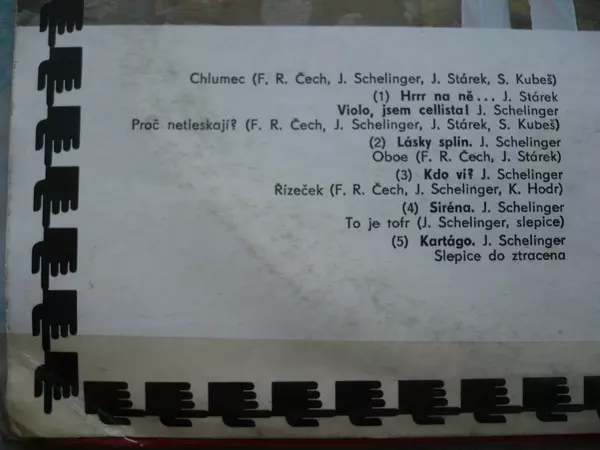 Chlumec (F. R. Čech, J. Schelinger, J. Stárek, S. Kubeš)
(1) Hrrr na ně... J. Stárek
Violo, jsem cellista! J. Schelinger
Proč netleskají? (F. R. Čech, J. Schelinger, J. Stárek, S. Kubeš)
(2) Lásky splín. J. Schelinger
Oboe (F. R. Čech, J. Stárek)
(3) Kdo ví? J. Schelinger
Řízeček (F. R. Čech, J. Schelinger, K. Hodr)
(4) Siréna. J. Schelinger
To je tofr (J. Schelinger, slepice)
(5) Kartágo. J. Schelinger
Slepice do ztracena